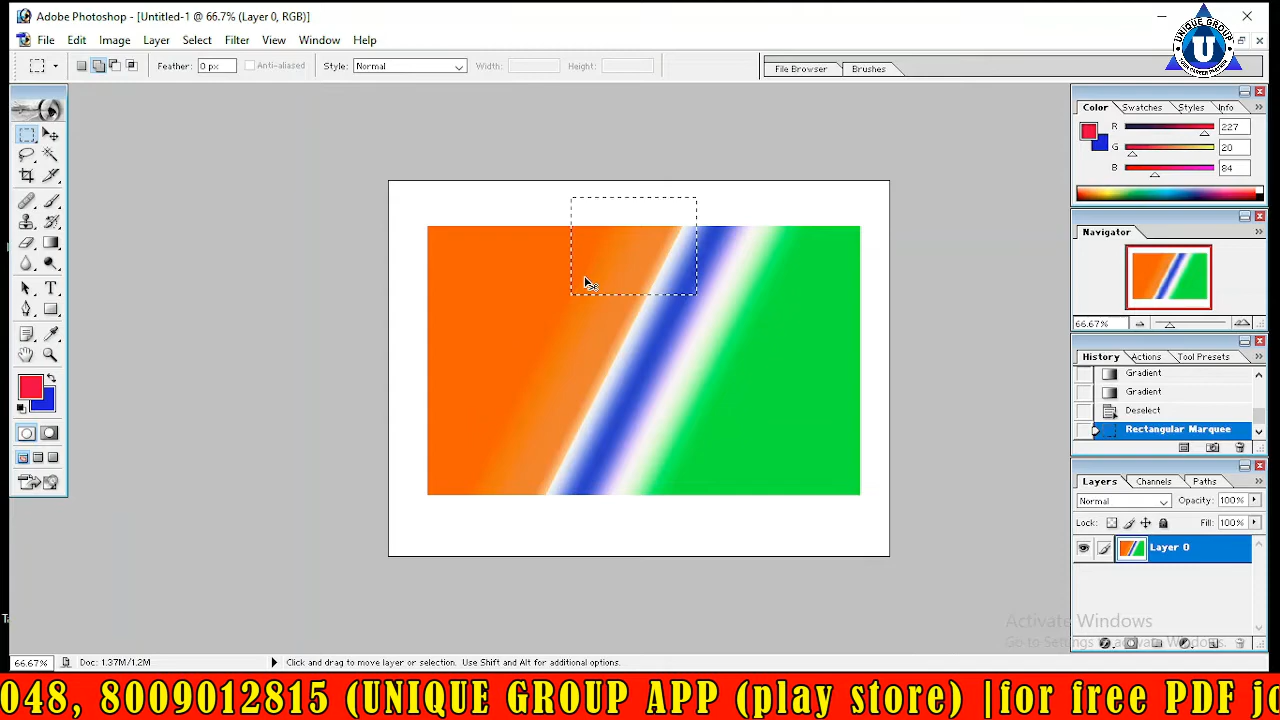 Adobe Photoshop - [Untitled-1 @ 66.7% (Layer 0, RGB)]
File Edit Image Layer Select Filter View Window Help
UNIQUE GROUP
U
Feather: 0 px Anti-aliased Style: Normal Width: Height: File Browser Brushes
Color Swatches Styles Info
R 227
G 20
B 84
Navigator
66.67%
History Actions Tool Presets
Gradient
Gradient
Deselect
Rectangular Marquee
Layers Channels Paths
Normal Opacity: 100%
Lock: Fill: 100%
Layer 0
Activate Windows
Go to Settings to activate Windows.
66.67% Doc: 1.37M/1.2M Click and drag to move layer or selection. Use Shift and Alt for additional options.
048, 8009012815 (UNIQUE GROUP APP (play store) |for free PDF jo